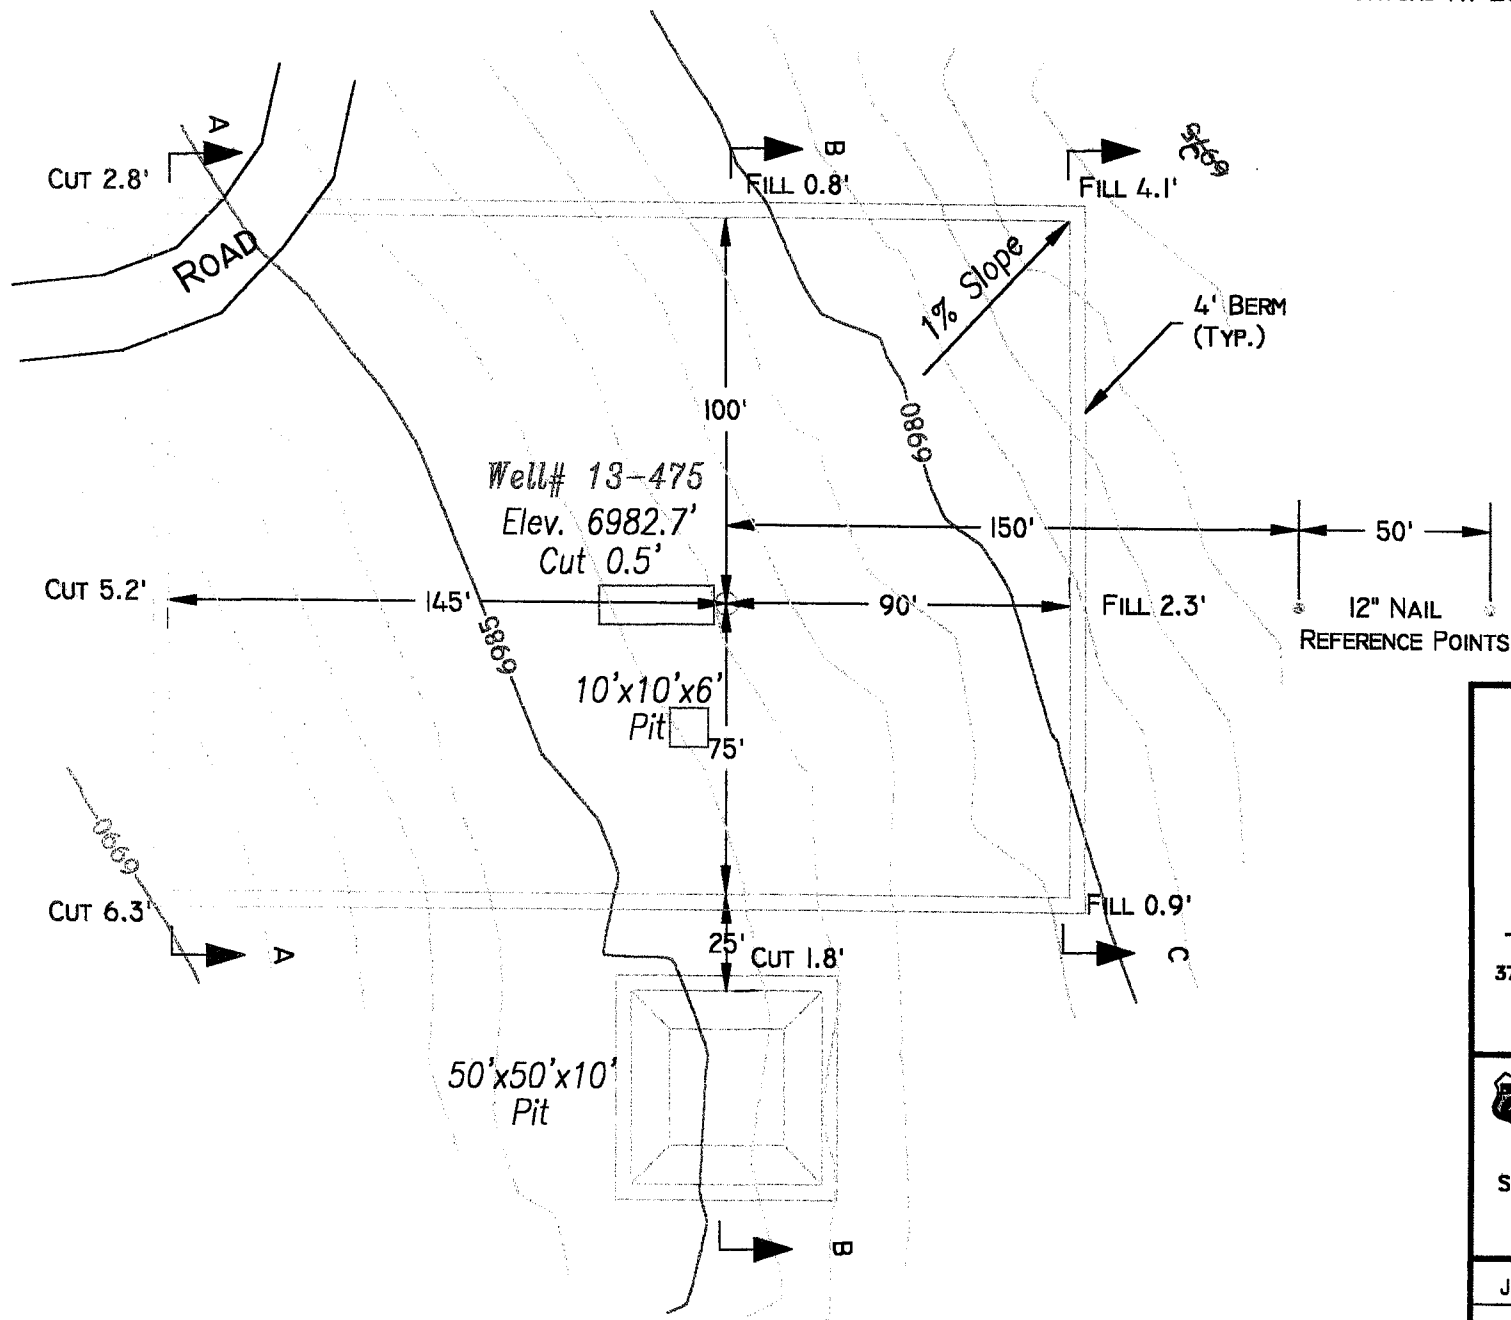 A
B
6975
C
CUT 2.8'
FILL 0.8'
FILL 4.1'
ROAD
1% Slope
4' BERM
(TYP.)
100'
6980
Well# 13-475
Elev. 6982.7'
Cut 0.5'
150'
50'
CUT 5.2'
145'
90'
FILL 2.3'
12" NAIL
REFERENCE POINTS
6985
10'x10'x6'
Pit
75'
6990
CUT 6.3'
FILL 0.9'
25'
CUT 1.8'
A
C
50'x50'x10'
Pit
B